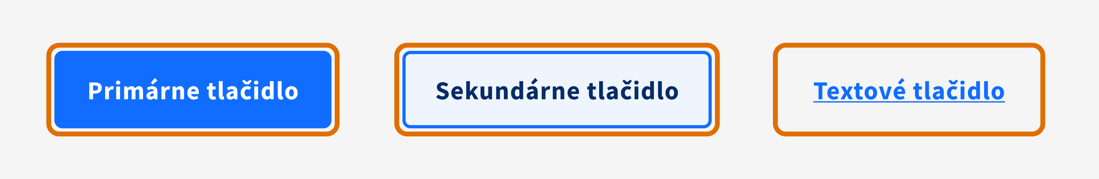 Primárne tlačidlo
Sekundárne tlačidlo
Textové tlačidlo